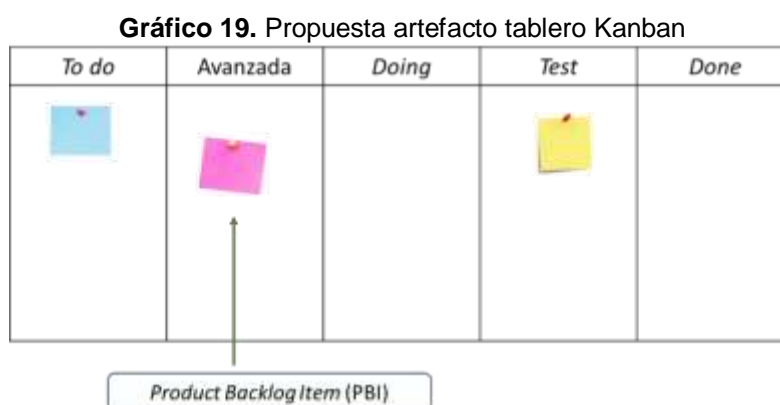 Gráfico 19. Propuesta artefacto tablero Kanban
To do Avanzada Doing Test Done
Product Backlog Item (PBI)